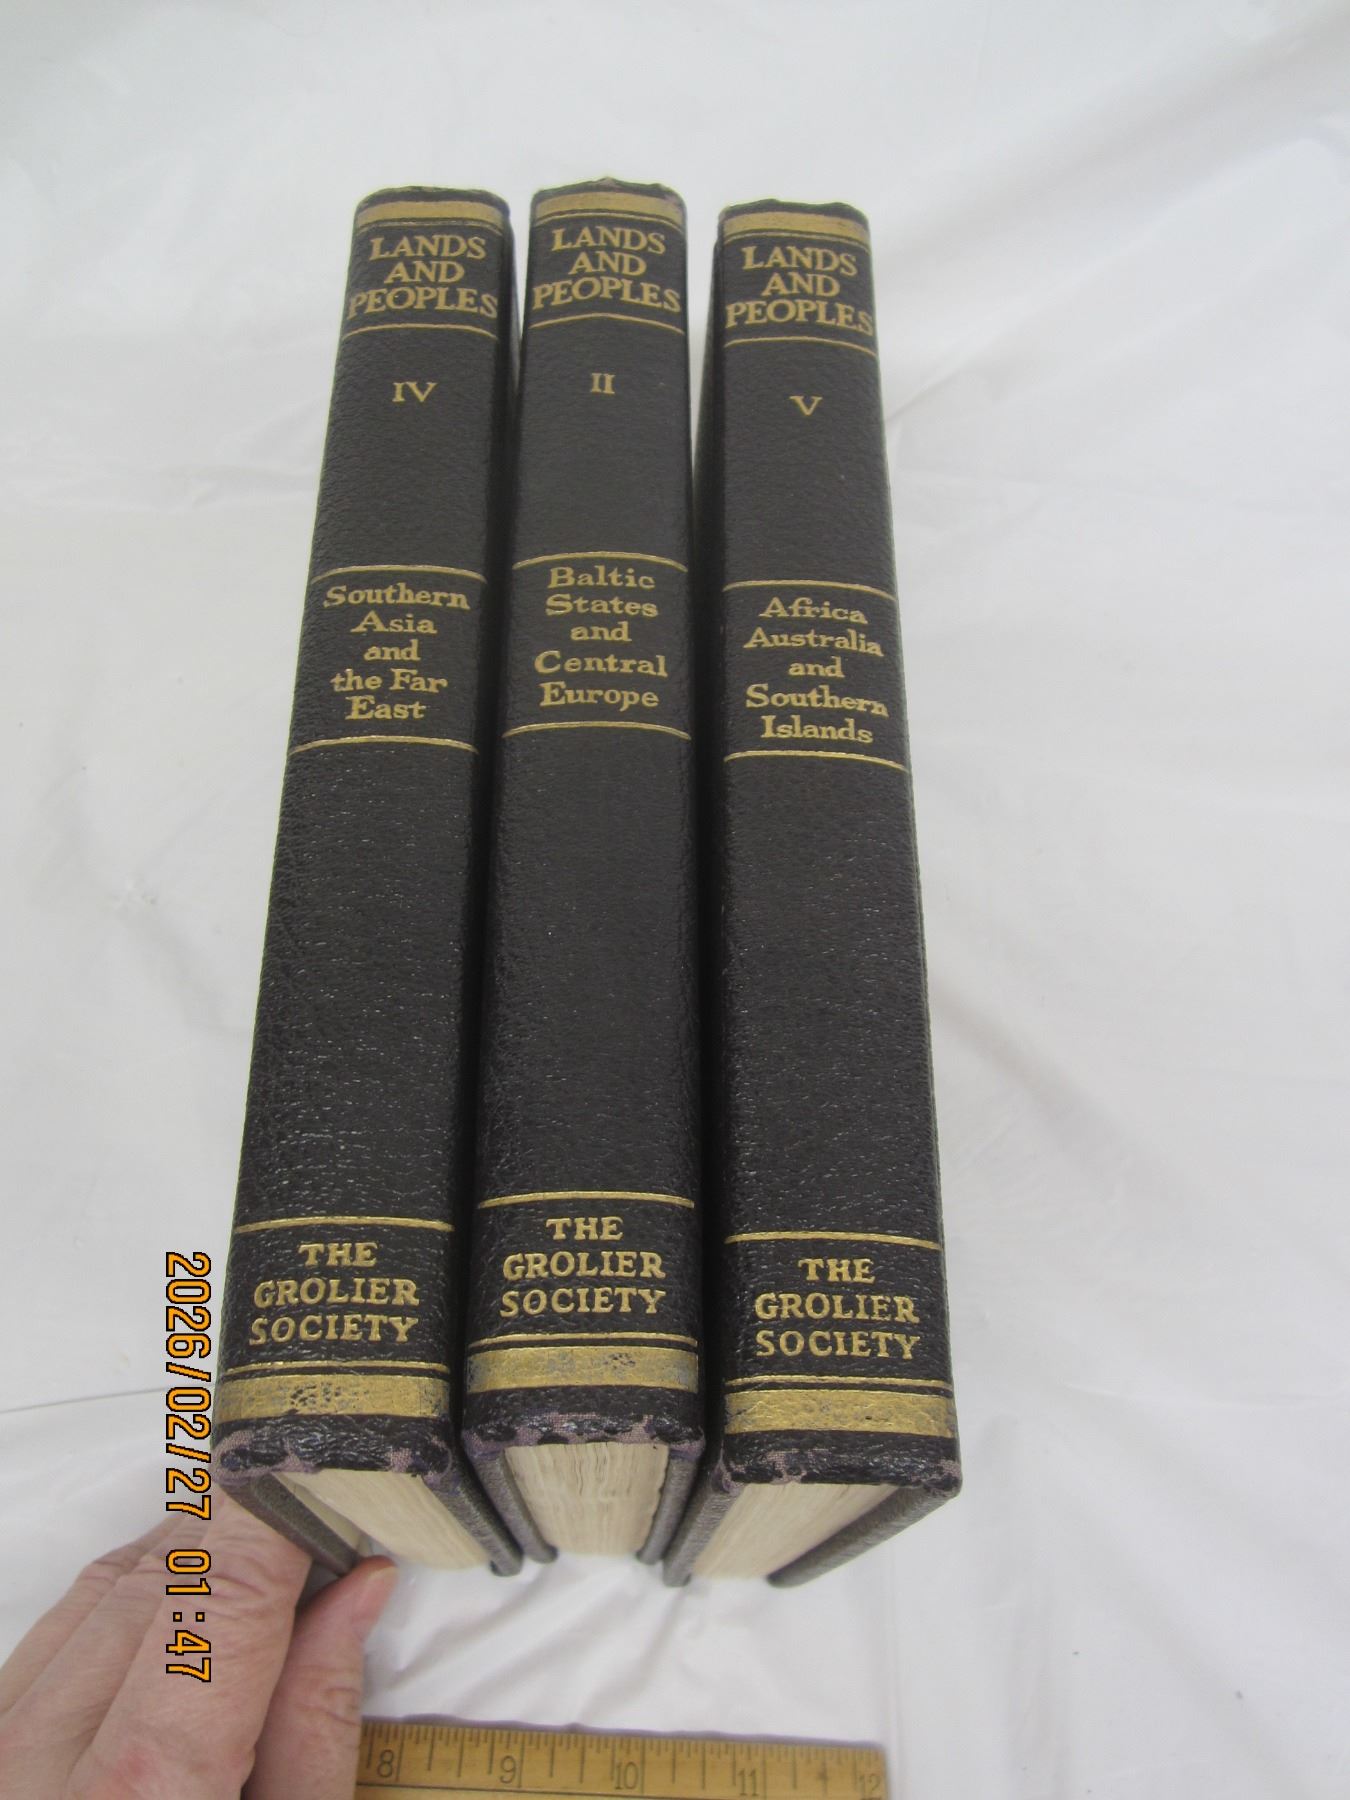 LANDS
AND
PEOPLES
IV
Southern
Asia
and
the Far
East
THE
GROLIER
SOCIETY
LANDS
AND
PEOPLES
II
Baltic
States
and
Central
Europe
THE
GROLIER
SOCIETY
LANDS
AND
PEOPLES
V
Africa
Australia
and
Southern
Islands
THE
GROLIER
SOCIETY
2026/02/27 01:47
8 9 10 11 12